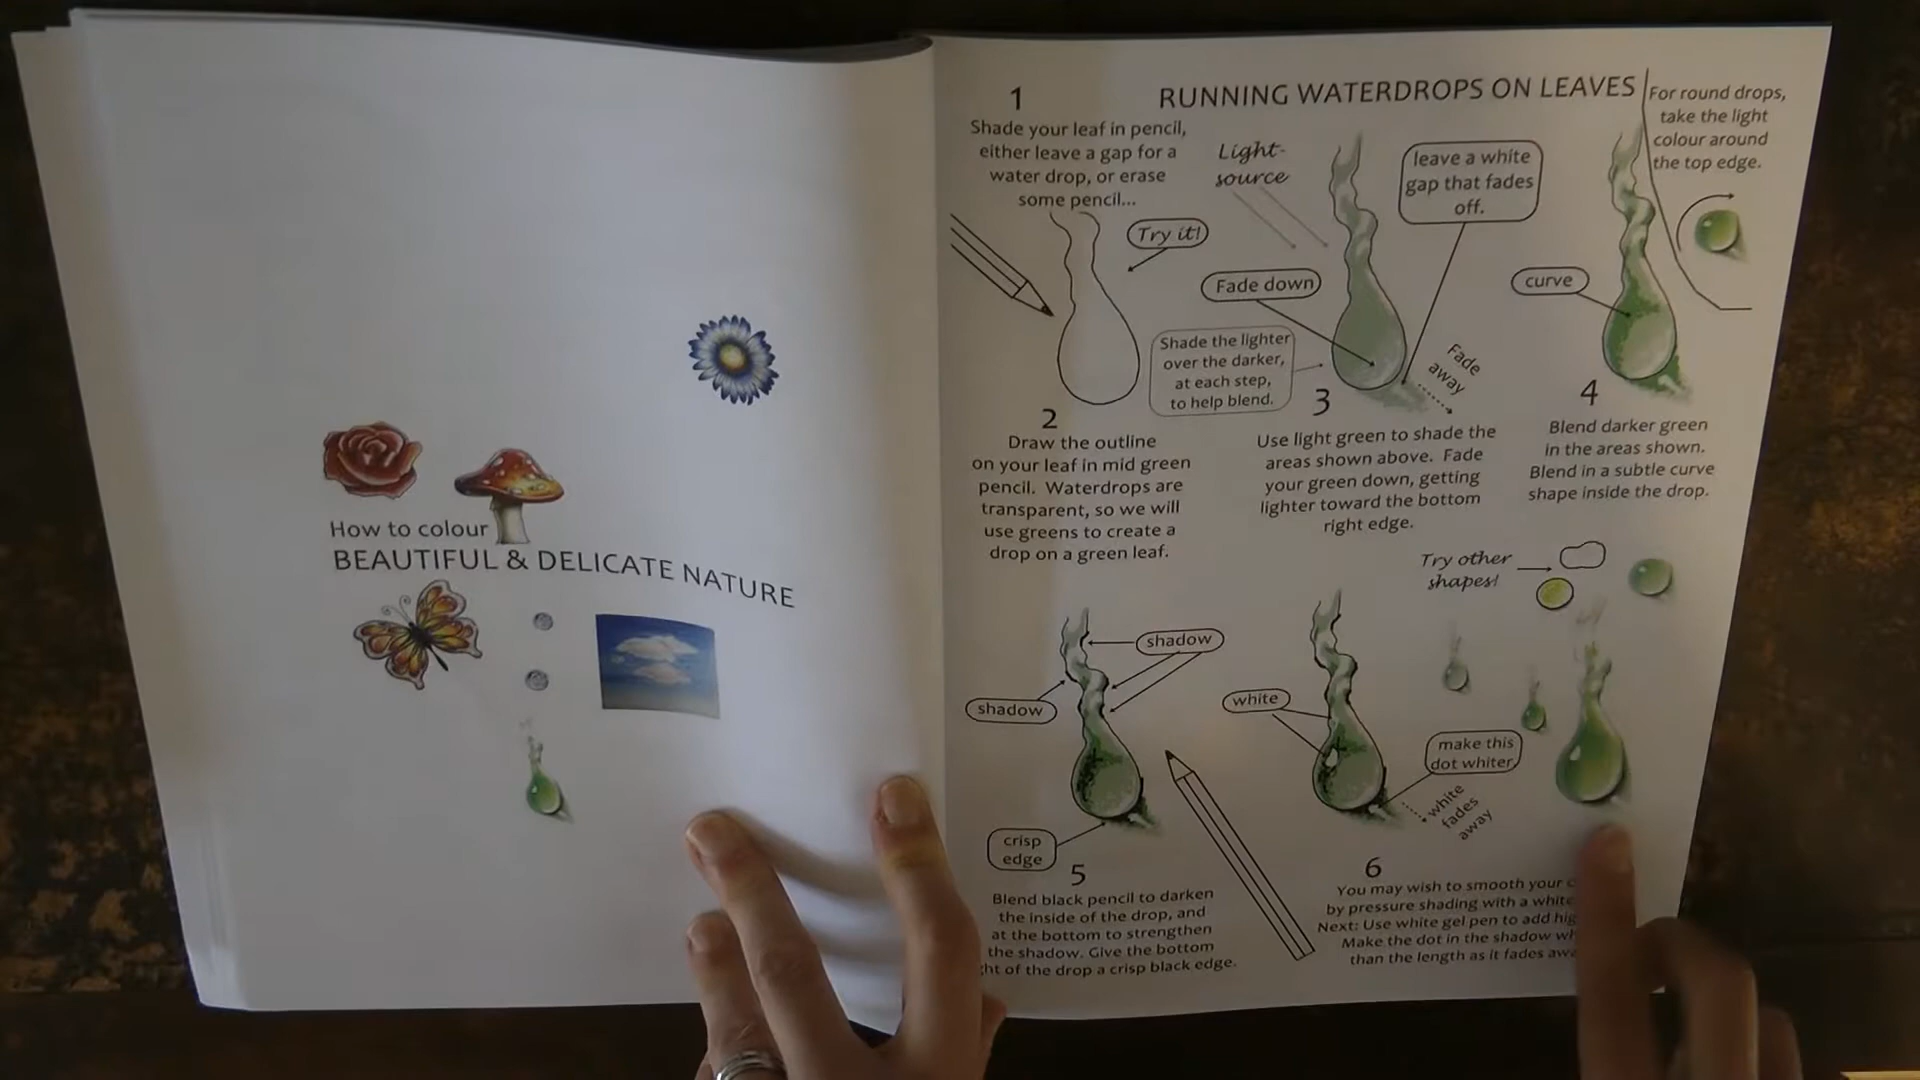 How to colour
BEAUTIFUL & DELICATE NATURE
RUNNING WATERDROPS ON LEAVES
1
Shade your leaf in pencil,
either leave a gap for a
water drop, or erase
some pencil...
Try it!
Light-
source
leave a white
gap that fades
off.
For round drops,
take the light
colour around
the top edge.
Fade down
curve
Shade the lighter
over the darker,
at each step,
to help blend.
Fade
away
2
Draw the outline
on your leaf in mid green
pencil. Waterdrops are
transparent, so we will
use greens to create a
drop on a green leaf.
3
Use light green to shade the
areas shown above. Fade
your green down, getting
lighter toward the bottom
right edge.
4
Blend darker green
in the areas shown.
Blend in a subtle curve
shape inside the drop.
Try other
shapes!
shadow
shadow
crisp
edge
white
make this
dot whiter
white
fades
away
5
Blend black pencil to darken
the inside of the drop, and
at the bottom to strengthen
the shadow. Give the bottom
of the drop a crisp black edge.
6
You may wish to smooth your
by pressure shading with a white
Next: Use white gel pen to add
Make the dot in the shadow
than the length as it fades